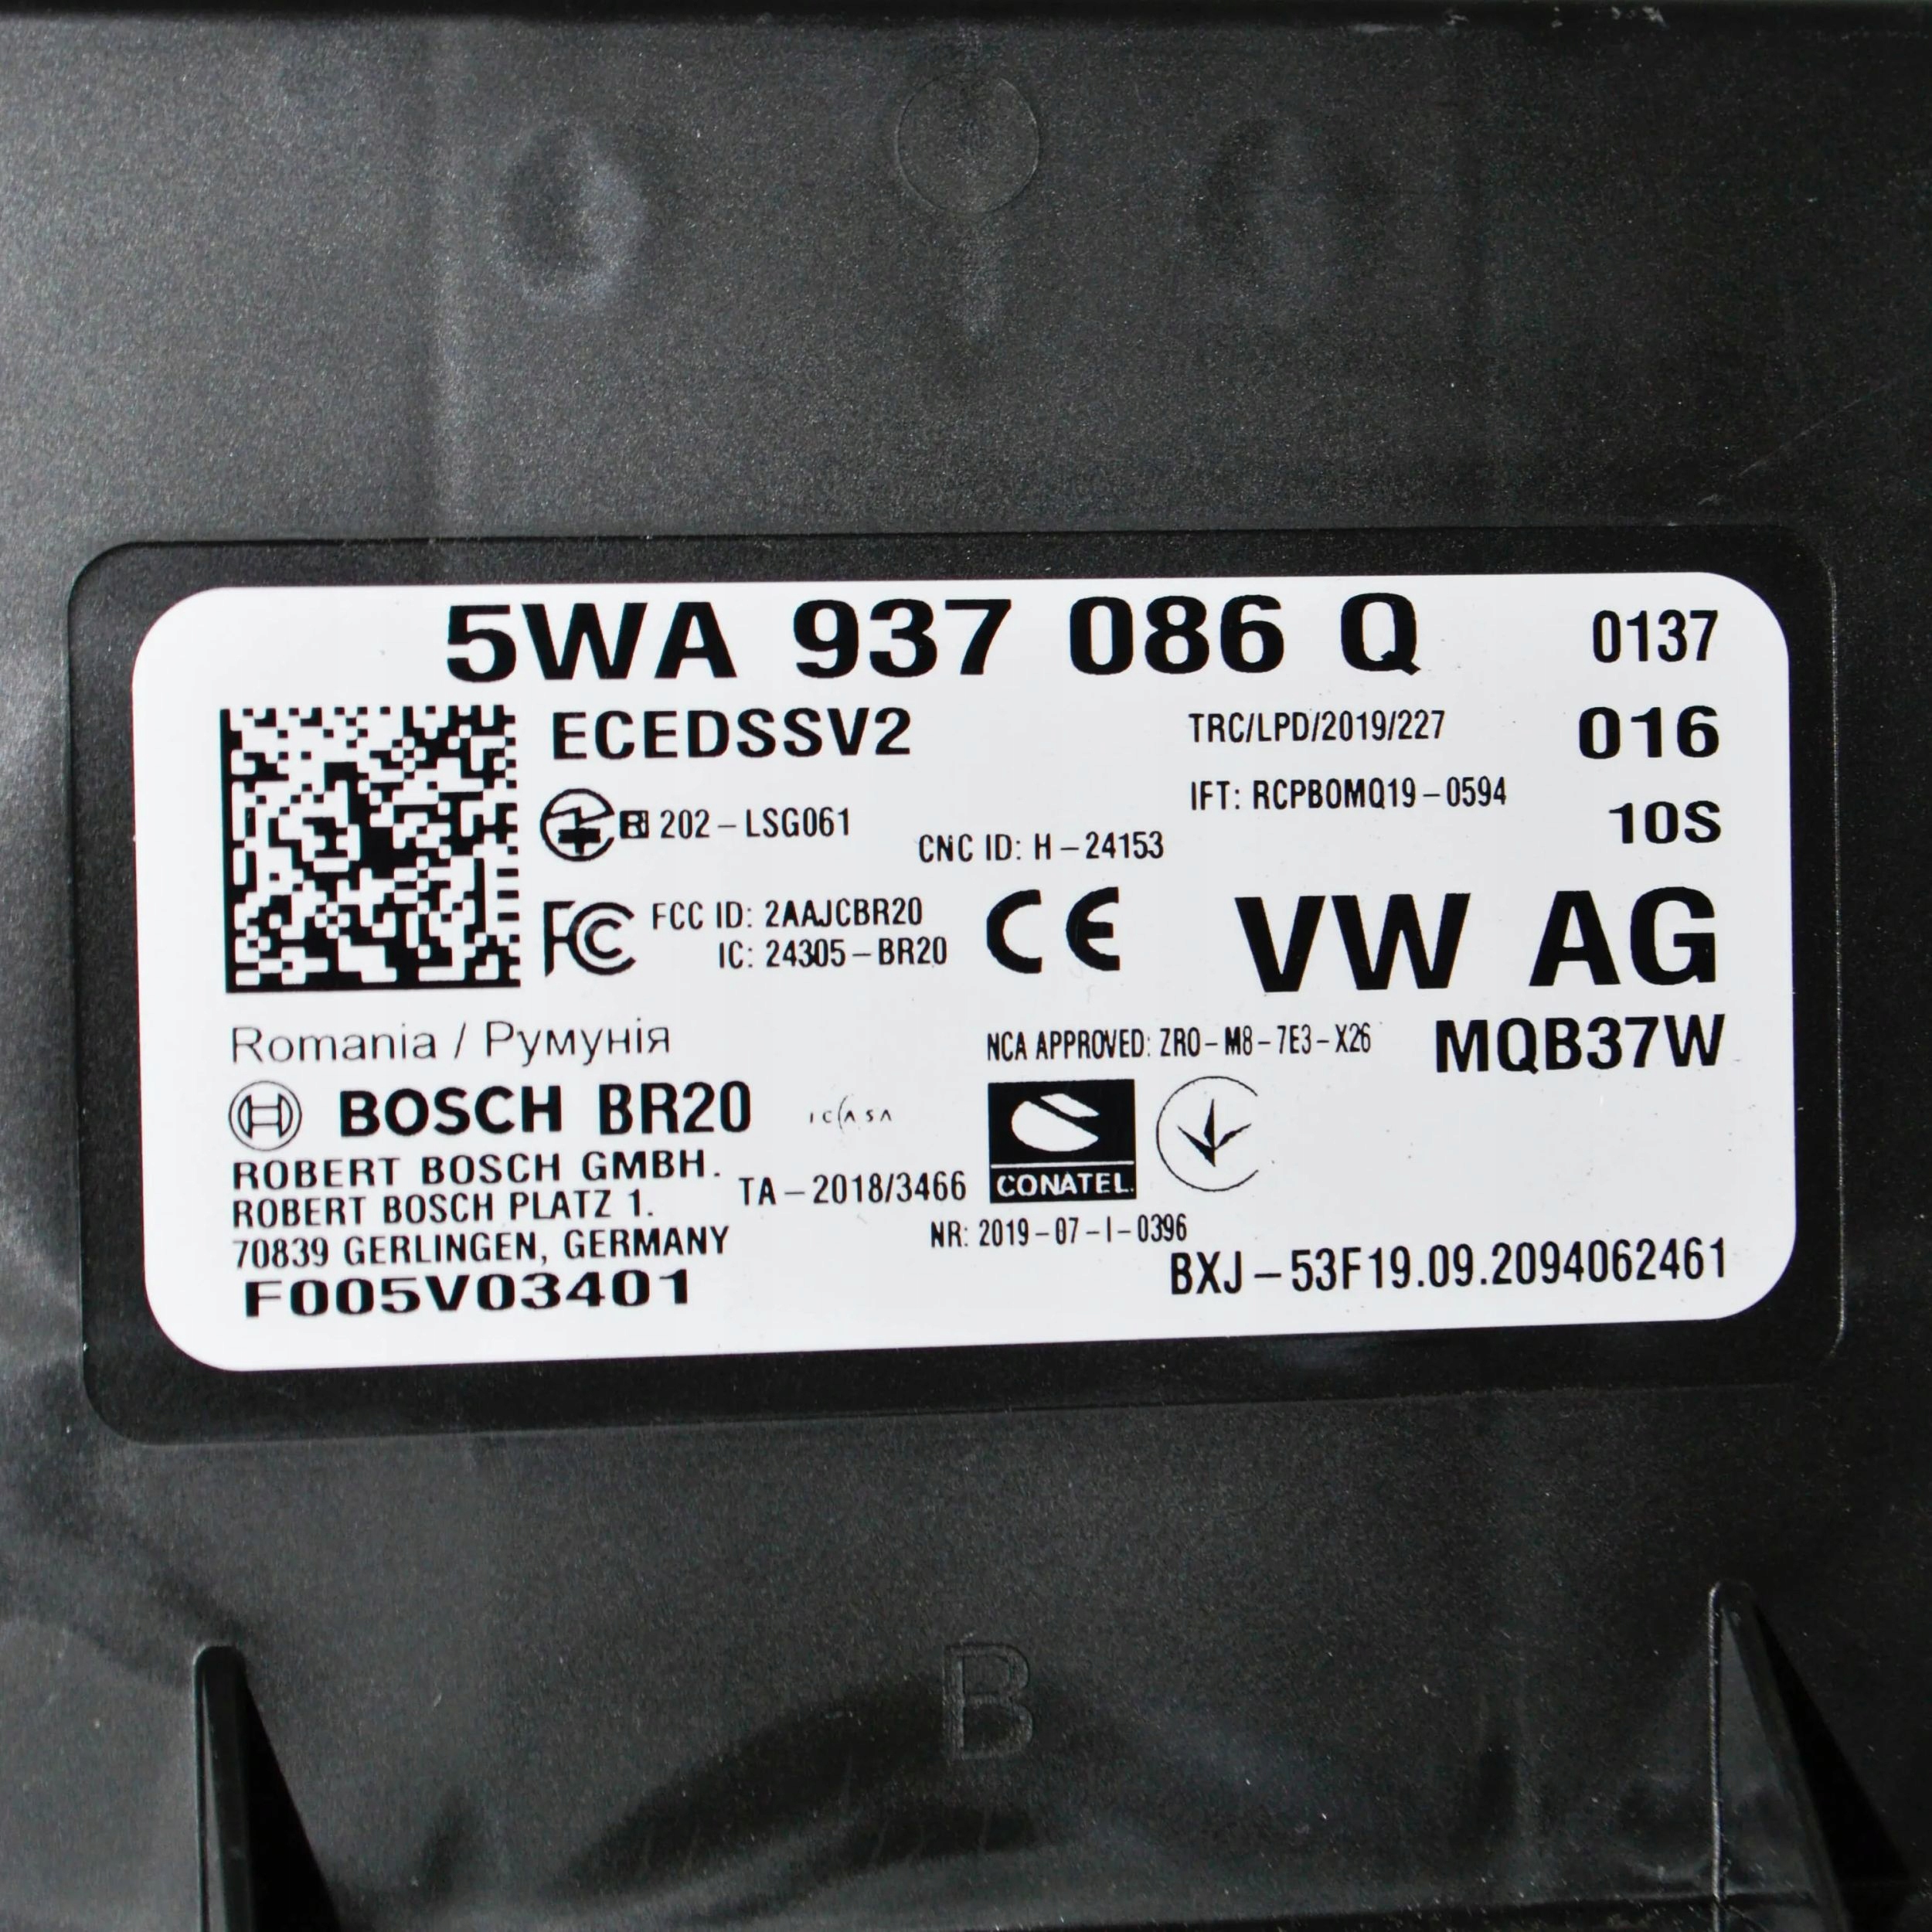 5WA 937 086 Q 0137
ECEDSSV2 TRC/LPD/2019/227 016
IFT: RCPBOMQ19-0594 10S
R 202-LSG061
CNC ID: H-24153
FC FCC ID: 2AAJCBR20 CE VW AG
IC: 24305-BR20
Romania / Румунія NCA APPROVED: ZRO-M8-7E3-X26 MQB37W
BOSCH BR20 ICASA
ROBERT BOSCH GMBH.
TA-2018/3466 CONATEL
ROBERT BOSCH PLATZ 1.
70839 GERLINGEN, GERMANY NR: 2019-07-I-0396
F005V03401 BXJ-53F19.09.2094062461
B